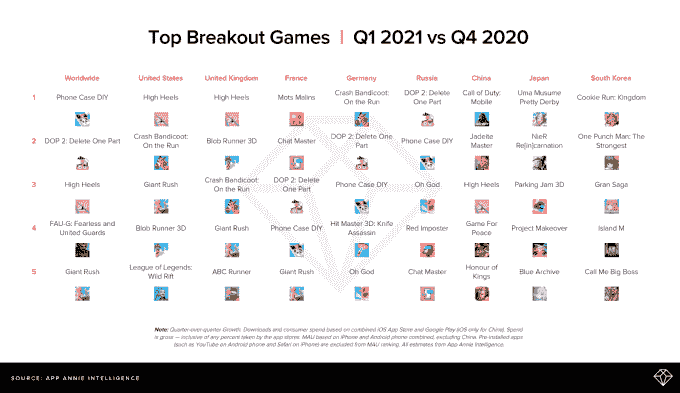 Top Breakout Games | Q1 2021 vs Q4 2020
Worldwide United States United Kingdom France Germany Russia China Japan South Korea
1 Phone Case DIY High Heels High Heels Mots Malins Crash Bandicoot: On the Run DOP 2: Delete One Part Call of Duty: Mobile Uma Musume Pretty Derby Cookie Run: Kingdom
2 DOP 2: Delete One Part Crash Bandicoot: On the Run Blob Runner 3D Chat Master DOP 2: Delete One Part Phone Case DIY Jadeite Master NieR Re[in]carnation One Punch Man: The Strongest
3 High Heels Giant Rush Crash Bandicoot: On the Run DOP 2: Delete One Part Phone Case DIY Oh God High Heels Parking Jam 3D Gran Saga
4 FAU-G: Fearless and United Guards Blob Runner 3D Giant Rush Phone Case DIY Hit Master 3D: Knife Assassin Red Imposter Game For Peace Project Makeover Island M
5 Giant Rush League of Legends: Wild Rift ABC Runner Giant Rush Oh God Chat Master Honour of Kings Blue Archive Call Me Big Boss
Note: Quarter-over-quarter Growth. Downloads and consumer spend based on combined iOS App Store and Google Play (iOS only for China). Spend
is gross — inclusive of any percent taken by the app stores. MAU based on iPhone and Android phone combined, excluding China. Pre-installed apps
(such as YouTube on Android phone and Safari on iPhone) are excluded from MAU ranking. All estimates from App Annie Intelligence.
SOURCE: APP ANNIE INTELLIGENCE